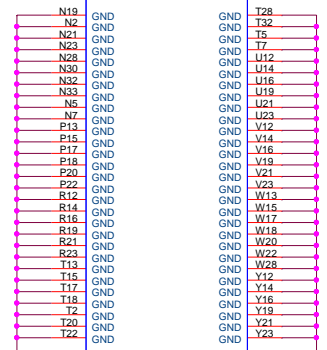 N19 GND GND T28
N2 GND GND T32
N21 GND GND T5
N23 GND GND T7
N28 GND GND U12
N30 GND GND U14
N32 GND GND U16
N33 GND GND U19
N5 GND GND U21
N7 GND GND U23
P13 GND GND V12
P15 GND GND V14
P17 GND GND V16
P18 GND GND V19
P20 GND GND V21
P22 GND GND V23
R12 GND GND W13
R14 GND GND W15
R16 GND GND W17
R19 GND GND W18
R21 GND GND W20
R23 GND GND W22
T13 GND GND W28
T15 GND GND Y12
T17 GND GND Y14
T18 GND GND Y16
T2 GND GND Y19
T20 GND GND Y21
T22 GND GND Y23